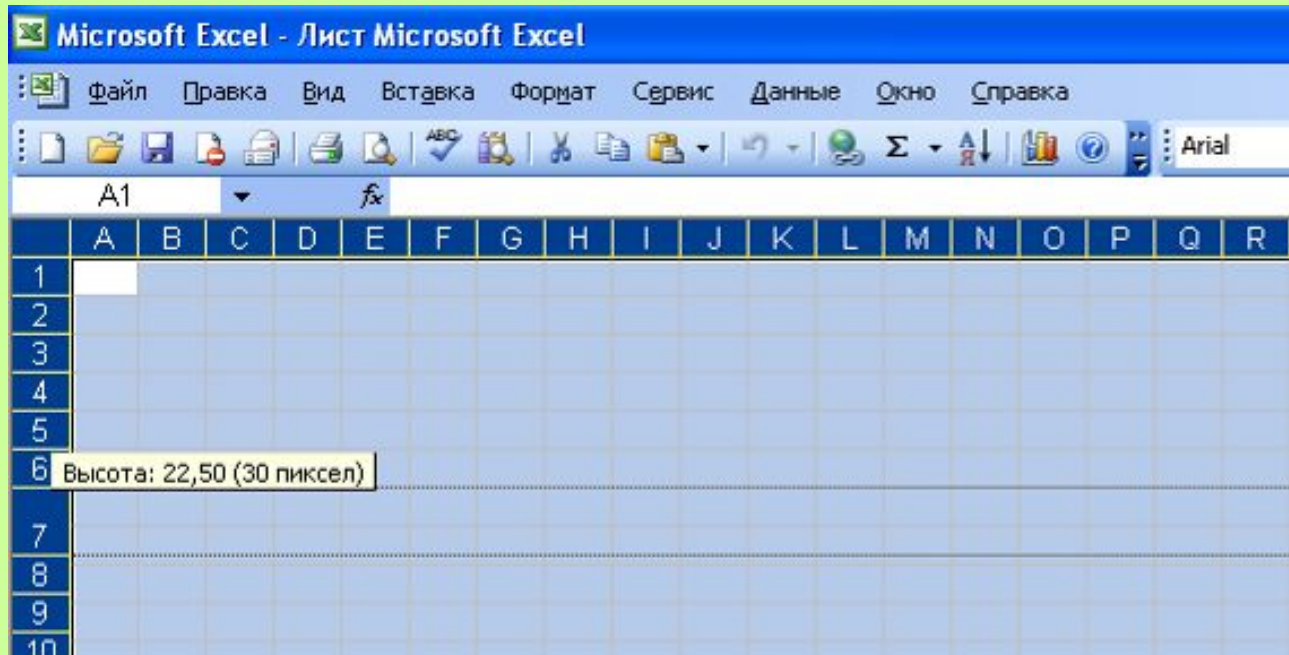 Microsoft Excel - Лист Microsoft Excel
Файл Правка Вид Вставка Формат Сервис Данные Окно Справка
ABC Σ А Я Arial
A1 fx
A B C D E F G H I J K L M N O P Q R
1
2
3
4
5
6 Высота: 22,50 (30 пиксел)
7
8
9
10